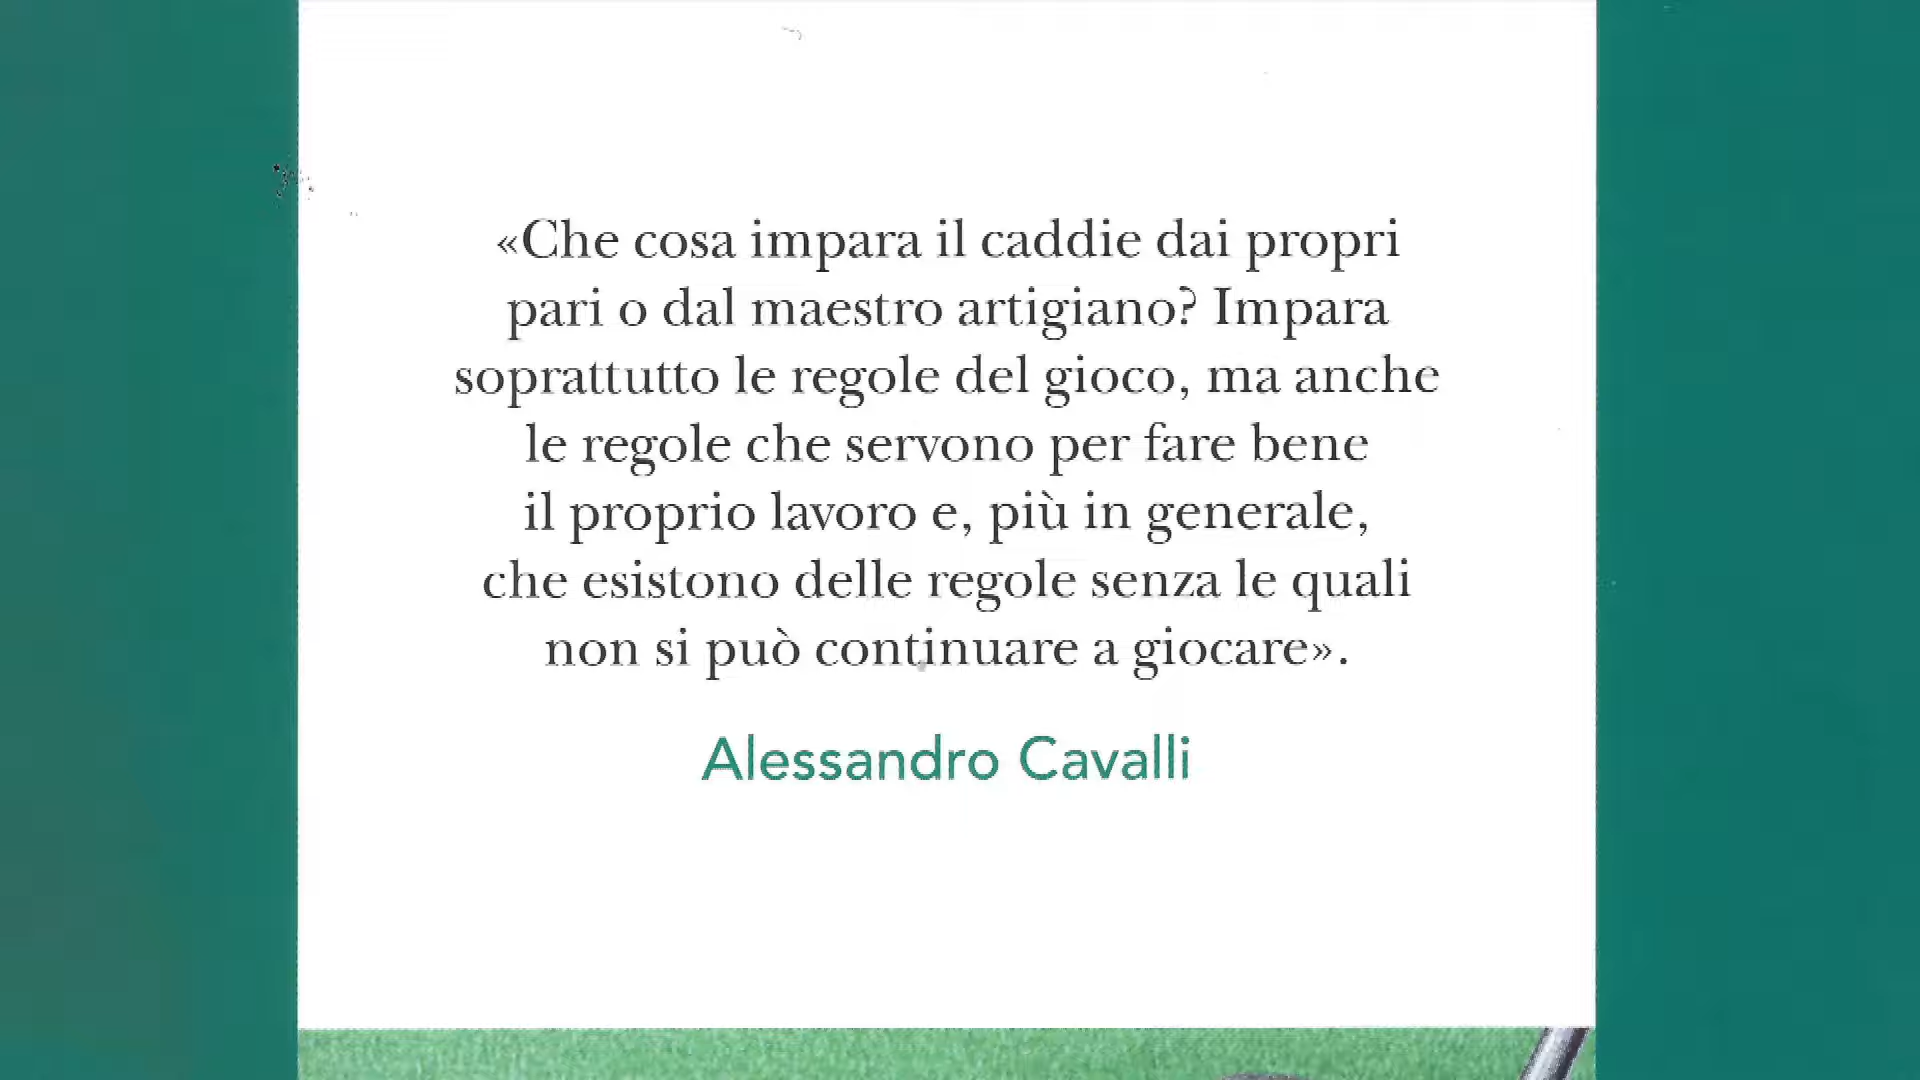 «Che cosa impara il caddie dai propri
pari o dal maestro artigiano? Impara
soprattutto le regole del gioco, ma anche
le regole che servono per fare bene
il proprio lavoro e, più in generale,
che esistono delle regole senza le quali
non si può continuare a giocare».
Alessandro Cavalli